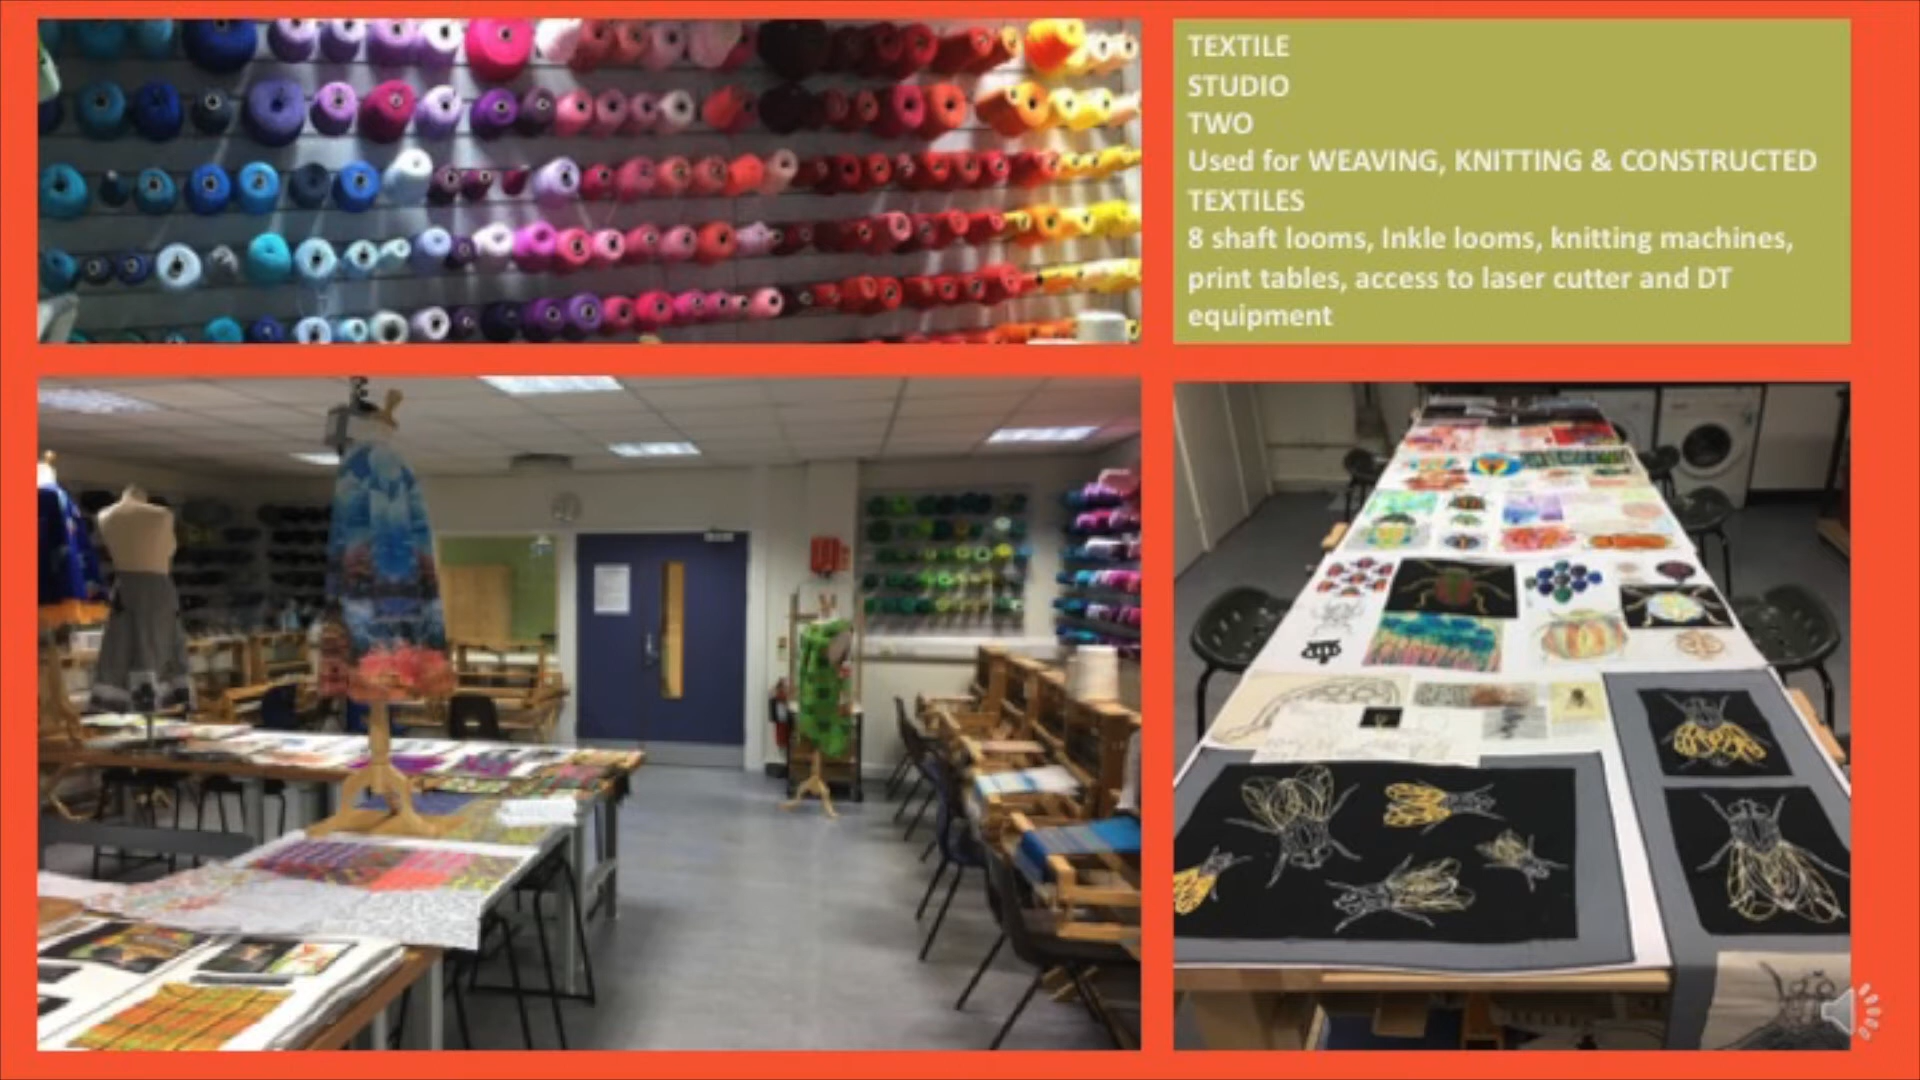 TEXTILE
STUDIO
TWO
Used for WEAVING, KNITTING & CONSTRUCTED
TEXTILES
8 shaft looms, Inkle looms, knitting machines,
print tables, access to laser cutter and DT
equipment